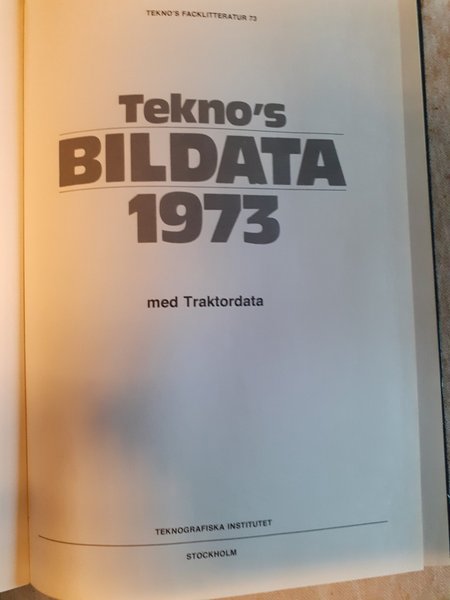 TEKNO'S FACKLITTERATUR 73
Tekno's
BILDATA
1973
med Traktordata
TEKNOGRAFISKA INSTITUTET
STOCKHOLM